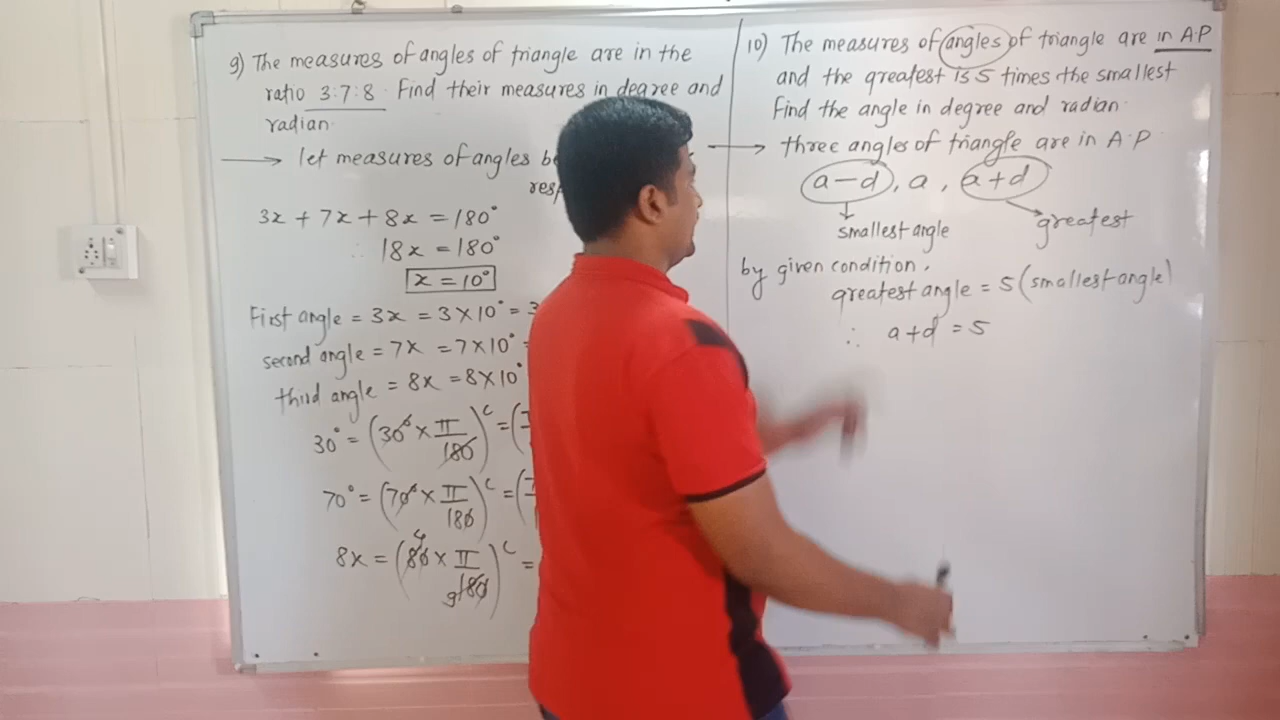 9) The measures of angles of triangle are in the
ratio 3:7:8. Find their measures in degree and
radian.
→ let measures of angles b
resp
3x + 7x + 8x = 180°
∴ 18x = 180°
x = 10°
First angle = 3x = 3×10° = 3
second angle = 7x = 7×10° =
third angle = 8x = 8×10°
30° = (30° × π/180)ᶜ = (
70° = (70° × π/180)ᶜ = (7
8x = (80 × π/180)ᶜ =
4
9
10) The measures of angles of triangle are in A.P
and the greatest is 5 times the smallest
Find the angle in degree and radian.
→ three angles of triangle are in A.P
a-d, a, a+d
smallest angle
greatest
by given condition,
greatest angle = 5(smallest angle)
∴ a+d = 5